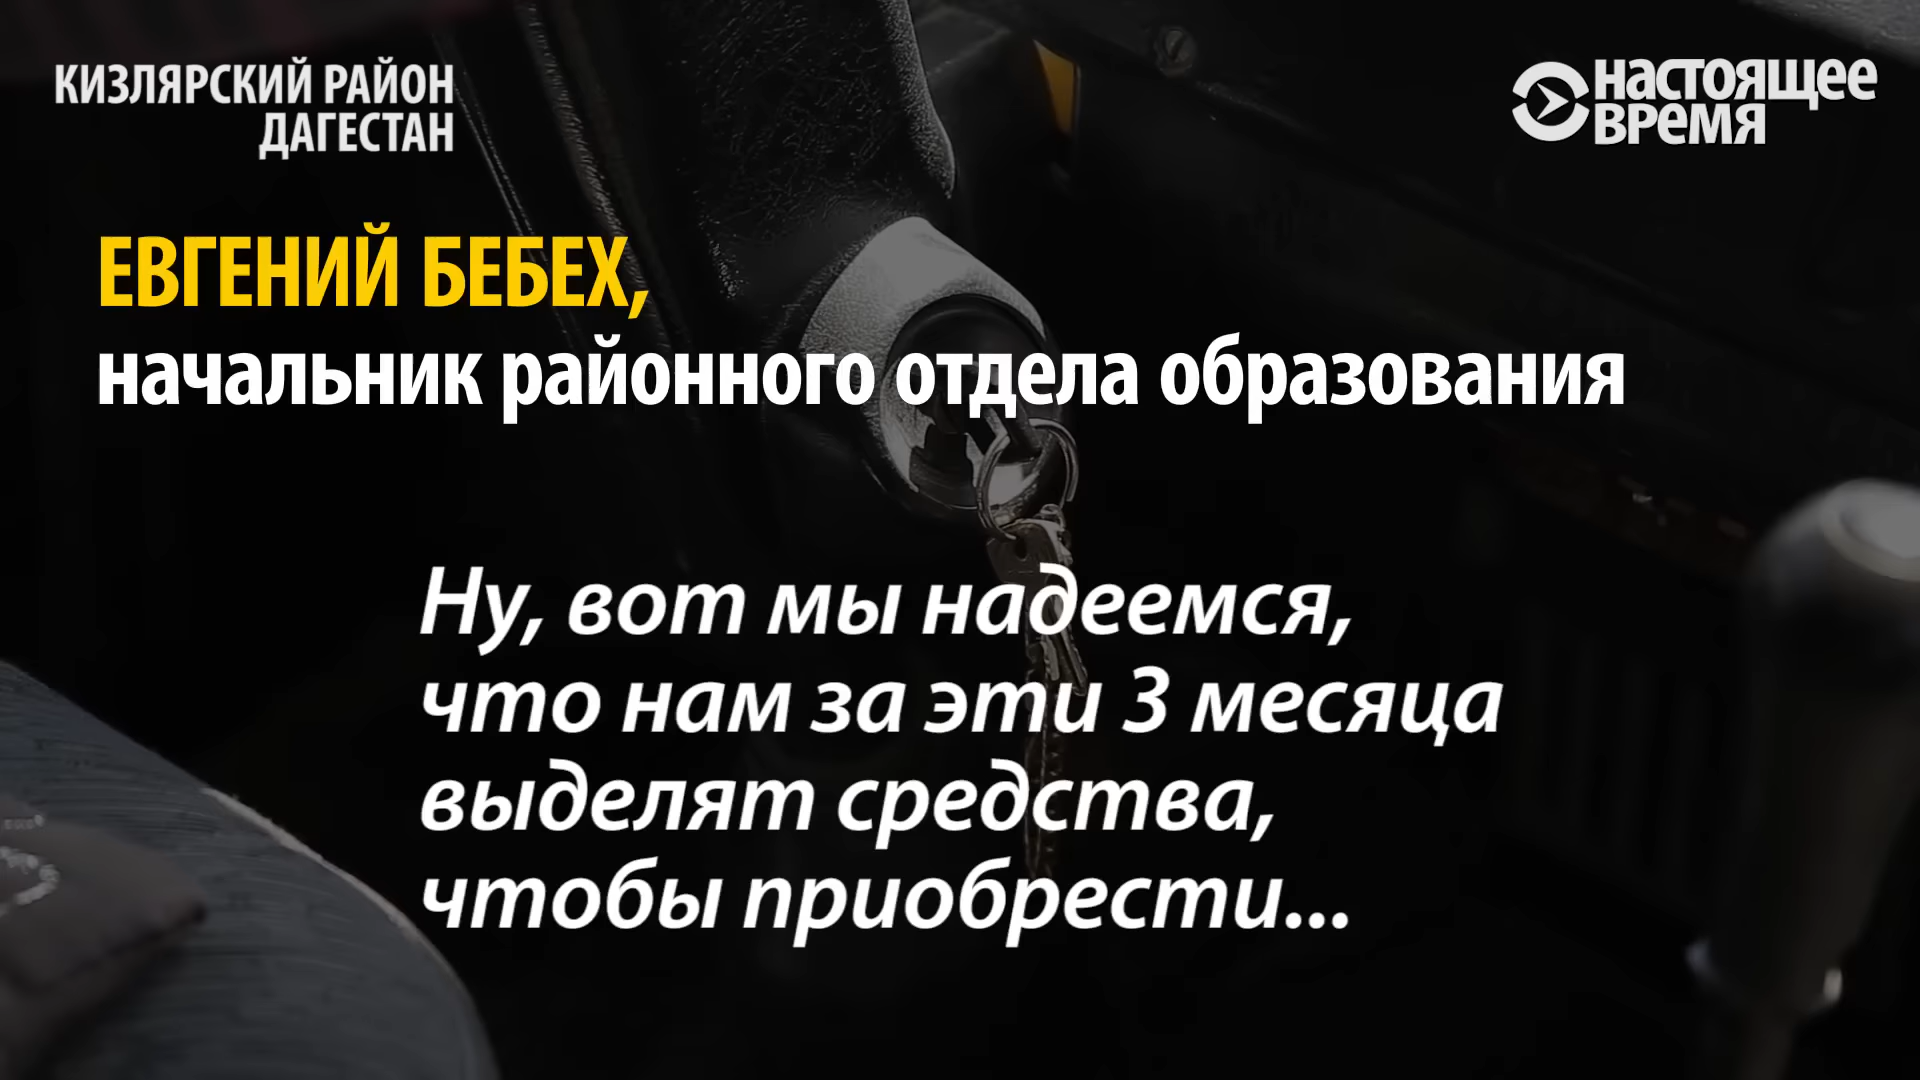 КИЗЛЯРСКИЙ РАЙОН
ДАГЕСТАН
НАСТОЯЩЕЕ
ВРЕМЯ
ЕВГЕНИЙ БЕБЕХ,
начальник районного отдела образования
Ну, вот мы надеемся,
что нам за эти 3 месяца
выделят средства,
чтобы приобрести...